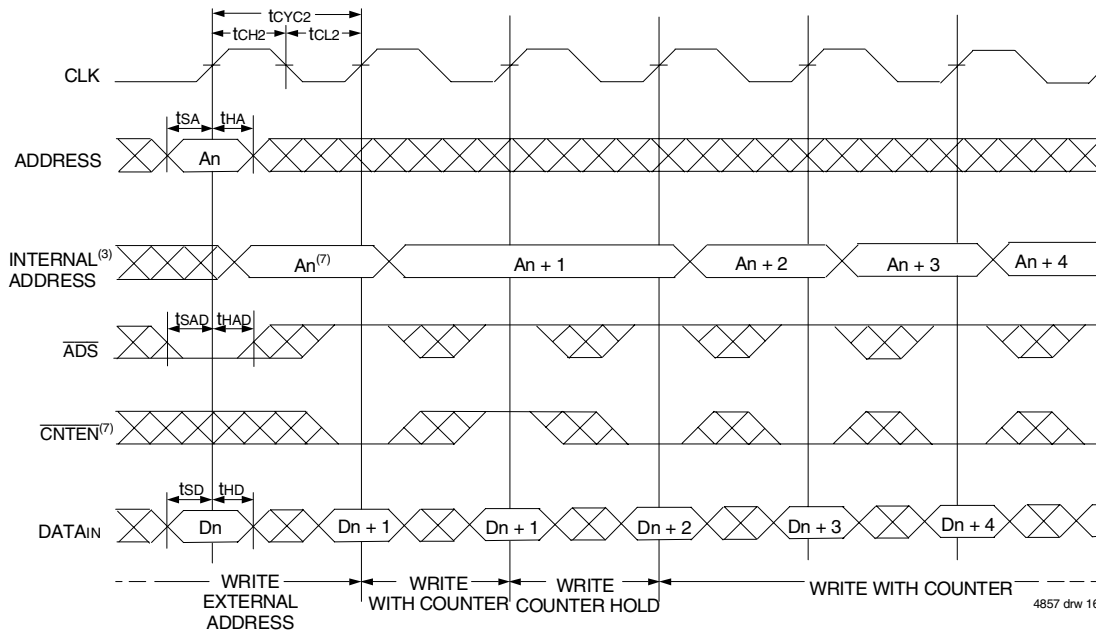 tCYC2
tCH2 tCL2
CLK
tSA tHA
ADDRESS An
INTERNAL(3)
ADDRESS
An(7) An + 1 An + 2 An + 3 An + 4
tSAD tHAD
ADS
CNTEN(7)
tSD tHD
DATAIN Dn Dn + 1 Dn + 1 Dn + 2 Dn + 3 Dn + 4
WRITE
EXTERNAL
ADDRESS
WRITE
WITH COUNTER
WRITE
COUNTER HOLD
WRITE WITH COUNTER
4857 drw 16